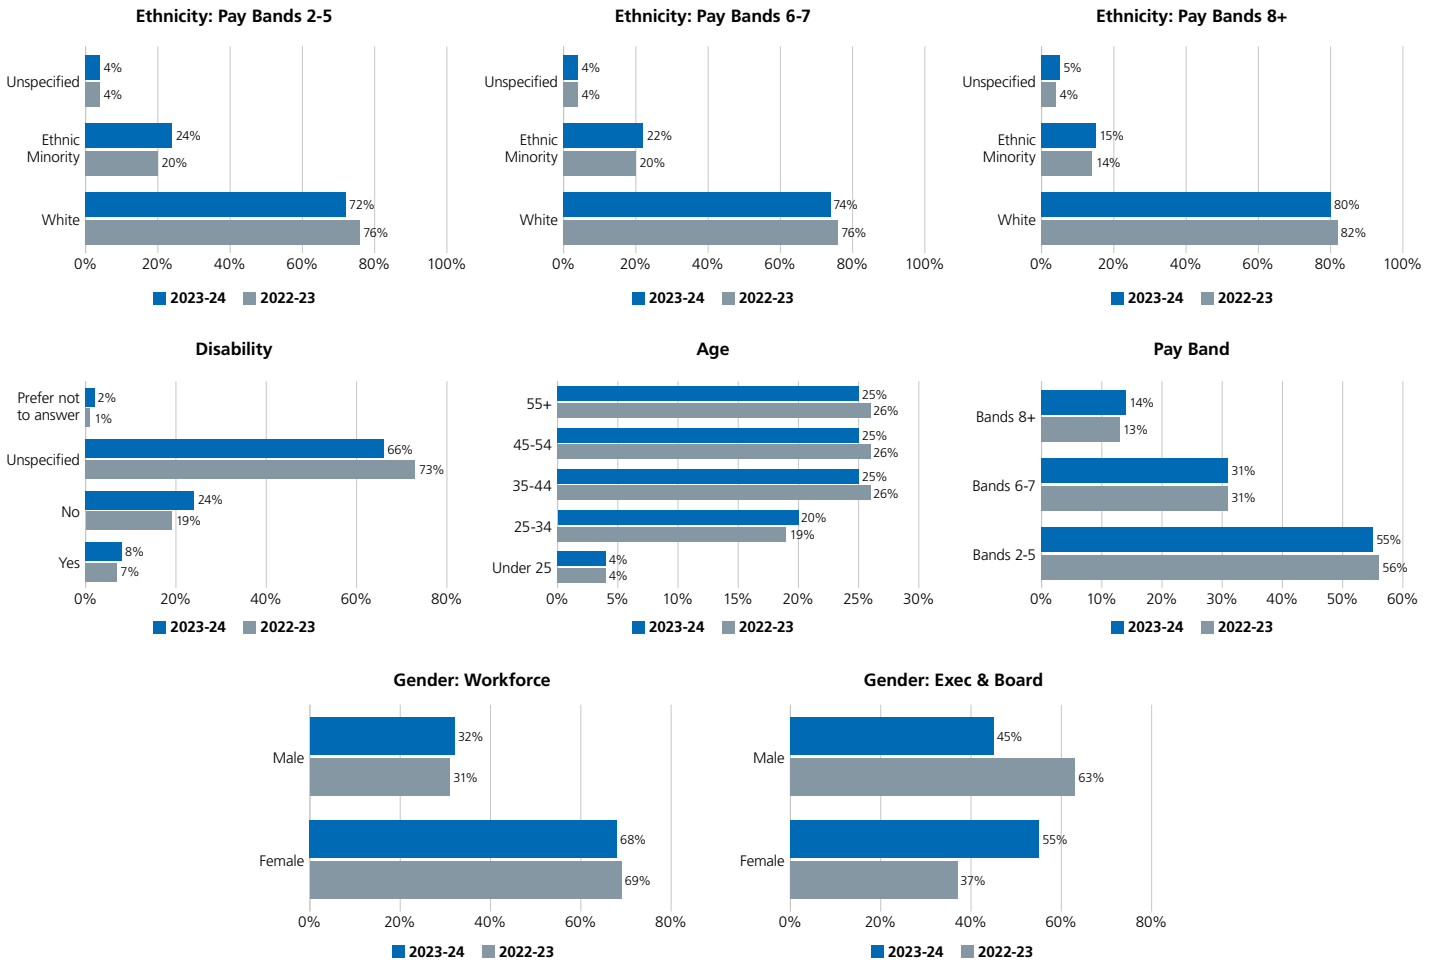 Ethnicity: Pay Bands 2-5
Unspecified
4%
4%
Ethnic
Minority
24%
20%
White
72%
76%
0% 20% 40% 60% 80% 100%
2023-24 2022-23
Ethnicity: Pay Bands 6-7
Unspecified
4%
4%
Ethnic
Minority
22%
20%
White
74%
76%
0% 20% 40% 60% 80% 100%
2023-24 2022-23
Ethnicity: Pay Bands 8+
Unspecified
5%
4%
Ethnic
Minority
15%
14%
White
80%
82%
0% 20% 40% 60% 80% 100%
2023-24 2022-23
Disability
Prefer not
to answer
2%
1%
Unspecified
66%
73%
No
24%
19%
Yes
8%
7%
0% 20% 40% 60% 80%
2023-24 2022-23
Age
55+
25%
26%
45-54
25%
26%
35-44
25%
26%
25-34
20%
19%
Under 25
4%
4%
0% 5% 10% 15% 20% 25% 30%
2023-24 2022-23
Pay Band
Bands 8+
14%
13%
Bands 6-7
31%
31%
Bands 2-5
55%
56%
0% 10% 20% 30% 40% 50% 60%
2023-24 2022-23
Gender: Workforce
Male
32%
31%
Female
68%
69%
0% 20% 40% 60% 80%
2023-24 2022-23
Gender: Exec & Board
Male
45%
63%
Female
55%
37%
0% 20% 40% 60% 80%
2023-24 2022-23